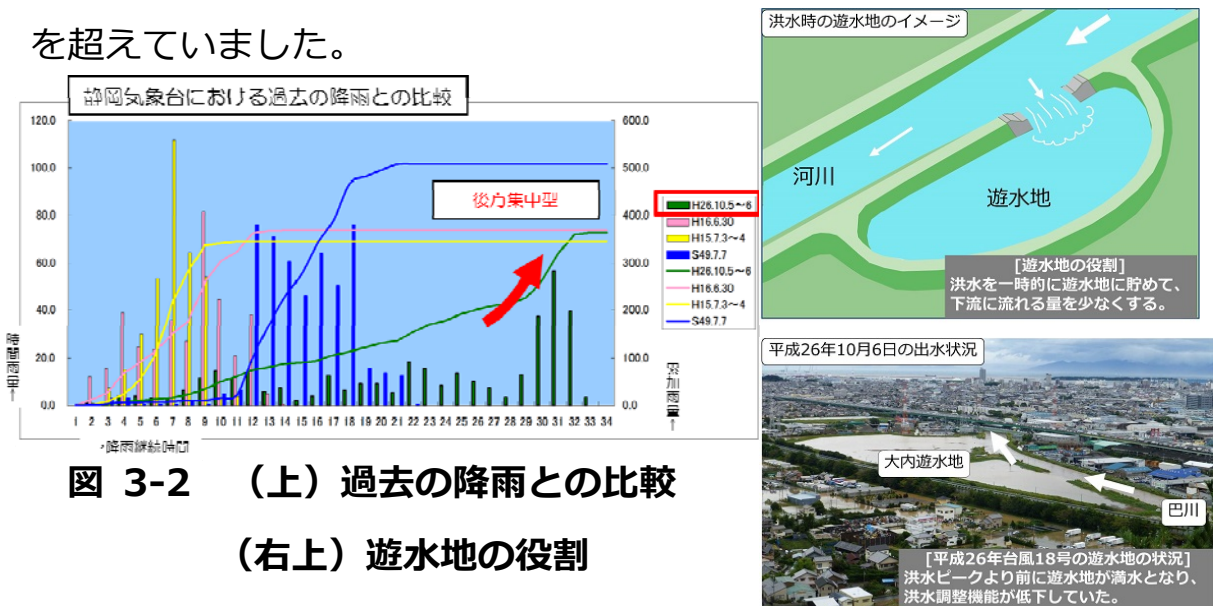 を超えていました。
静岡気象台における過去の降雨との比較
120.0
100.0
80.0
60.0
40.0
20.0
0.0
600.0
500.0
400.0
300.0
200.0
100.0
0.0
時間雨量→
累加雨量→
1 2 3 4 5 6 7 8 9 10 11 12 13 14 15 16 17 18 19 20 21 22 23 24 25 26 27 28 29 30 31 32 33 34
降雨継続時間
後方集中型
H26.10.5~6
H16.6.30
H15.7.3~4
S49.7.7
H26.10.5~6
H16.6.30
H15.7.3~4
S49.7.7
図 3-2 (上)過去の降雨との比較
(右上)遊水地の役割
洪水時の遊水地のイメージ
河川
遊水地
[遊水地の役割]
洪水を一時的に遊水地に貯めて、
下流に流れる量を少なくする。
平成26年10月6日の出水状況
大内遊水地
巴川
[平成26年台風18号の遊水地の状況]
洪水ピークより前に遊水地が満水となり、
洪水調整機能が低下していた。